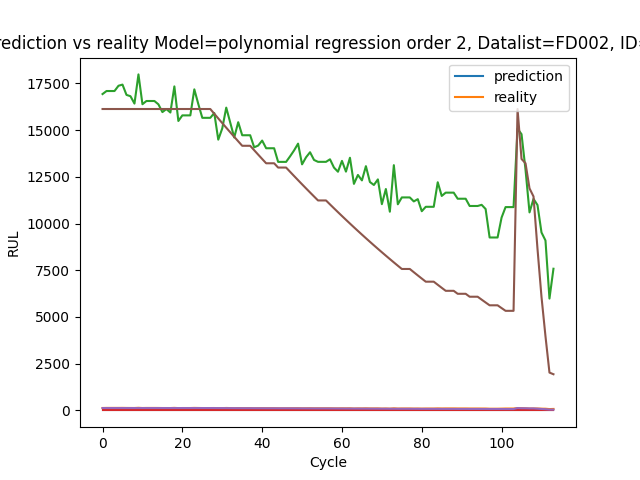 rediction vs reality Model=polynomial regression order 2, Datalist=FD002, ID=
prediction
reality
17500
15000
12500
10000
7500
5000
2500
0
RUL
0 20 40 60 80 100
Cycle